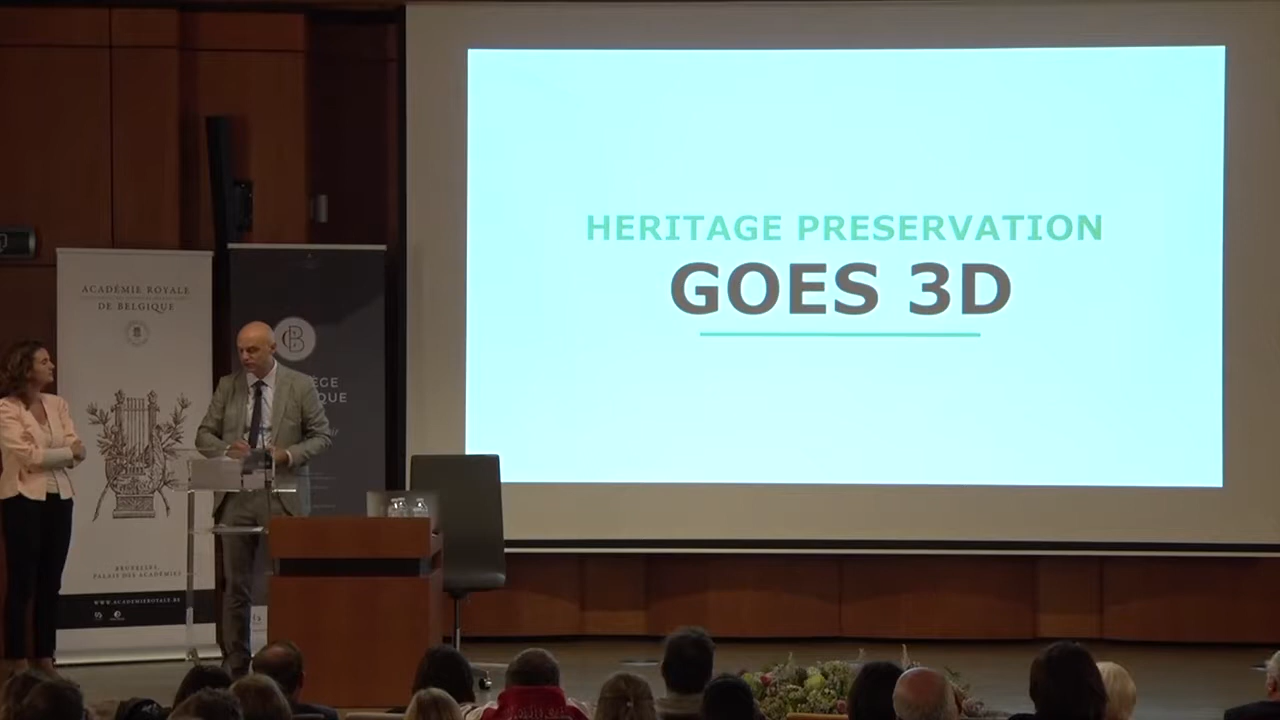 HERITAGE PRESERVATION
GOES 3D
ACADÉMIE ROYALE
DE BELGIQUE
BRUXELLES,
PALAIS DES ACADÉMIES
WWW.ACADEMIEROYALE.BE